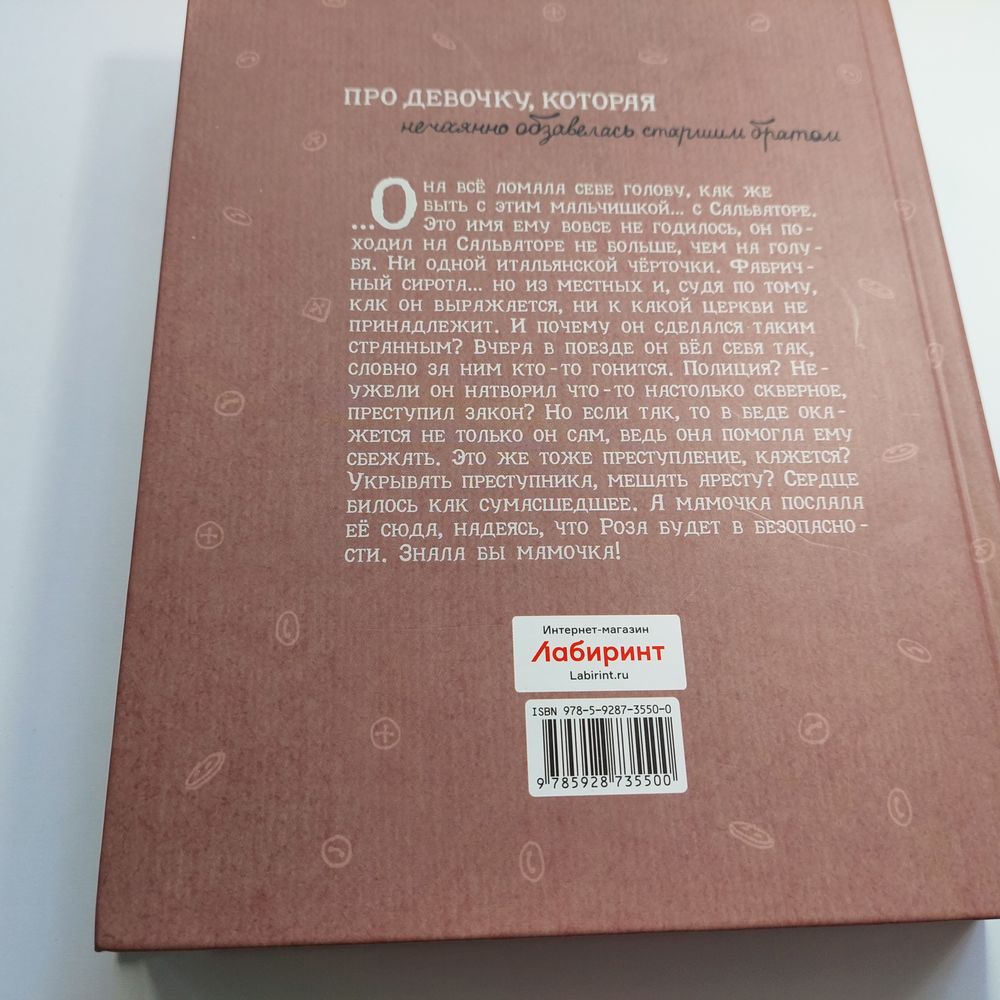 ПРО ДЕВОЧКУ, КОТОРАЯ
нечаянно обзавелась старшим братом
...ОНА ВСЁ ЛОМАЛА СЕБЕ ГОЛОВУ, КАК ЖЕ
БЫТЬ С ЭТИМ МАЛЬЧИШКОЙ... С САЛЬВАТОРЕ.
ЭТО ИМЯ ЕМУ ВОВСЕ НЕ ГОДИЛОСЬ, ОН ПО-
ХОДИЛ НА САЛЬВАТОРЕ НЕ БОЛЬШЕ, ЧЕМ НА ГОЛУ-
БЯ. НИ ОДНОЙ ИТАЛЬЯНСКОЙ ЧЁРТОЧКИ. ФАБРИЧ-
НЫЙ СИРОТА... НО ИЗ МЕСТНЫХ И, СУДЯ ПО ТОМУ,
КАК ОН ВЫРАЖАЕТСЯ, НИ К КАКОЙ ЦЕРКВИ НЕ
ПРИНАДЛЕЖИТ. И ПОЧЕМУ ОН СДЕЛАЛСЯ ТАКИМ
СТРАННЫМ? ВЧЕРА В ПОЕЗДЕ ОН ВЁЛ СЕБЯ ТАК,
СЛОВНО ЗА НИМ КТО-ТО ГОНИТСЯ. ПОЛИЦИЯ? НЕ-
УЖЕЛИ ОН НАТВОРИЛ ЧТО-ТО НАСТОЛЬКО СКВЕРНОЕ,
ПРЕСТУПИЛ ЗАКОН? НО ЕСЛИ ТАК, ТО В БЕДЕ ОКА-
ЖЕТСЯ НЕ ТОЛЬКО ОН САМ, ВЕДЬ ОНА ПОМОГЛА ЕМУ
СБЕЖАТЬ. ЭТО ЖЕ ТОЖЕ ПРЕСТУПЛЕНИЕ, КАЖЕТСЯ?
УКРЫВАТЬ ПРЕСТУПНИКА, МЕШАТЬ АРЕСТУ? СЕРДЦЕ
БИЛОСЬ КАК СУМАСШЕДШЕЕ. А МАМОЧКА ПОСЛАЛА
ЕЁ СЮДА, НАДЕЯСЬ, ЧТО РОЗА БУДЕТ В БЕЗОПАСНО-
СТИ. ЗНАЛА БЫ МАМОЧКА!
Интернет-магазин
Лабиринт
Labirint.ru
ISBN 978-5-9287-3550-0
9 785928 735500